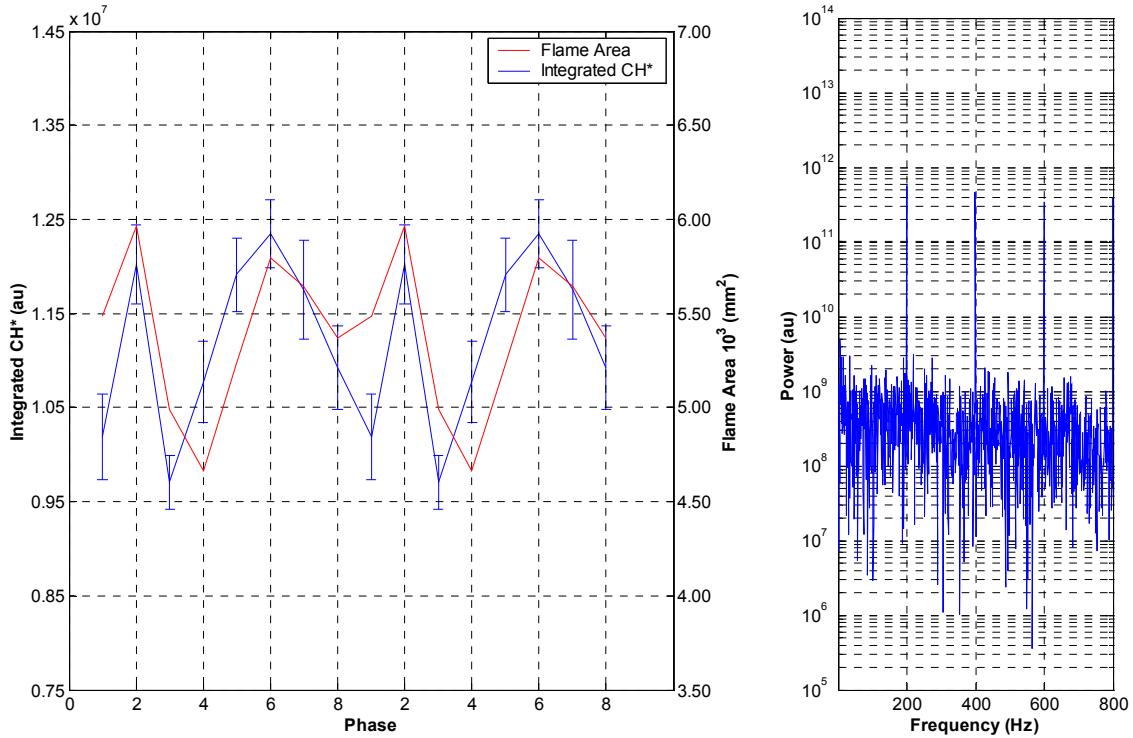 x 10^7
1.45
1.35
1.25
1.15
1.05
0.95
0.85
0.75
Integrated CH* (au)
0 2 4 6 8 2 4 6 8
Phase
Flame Area
Integrated CH*
7.00
6.50
6.00
5.50
5.00
4.50
4.00
3.50
Flame Area 10^3 (mm^2)
10^14
10^13
10^12
10^11
10^10
10^9
10^8
10^7
10^6
10^5
Power (au)
200 400 600 800
Frequency (Hz)